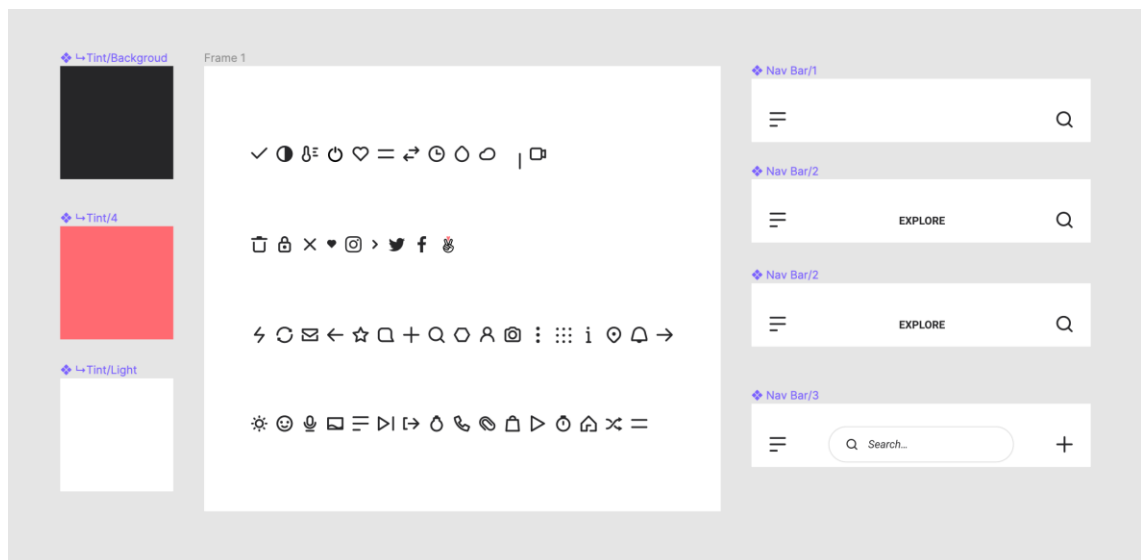 ↪Tint/Backgroud
Frame 1
Nav Bar/1
Nav Bar/2
EXPLORE
↪Tint/4
Nav Bar/2
EXPLORE
↪Tint/Light
Nav Bar/3
Search...